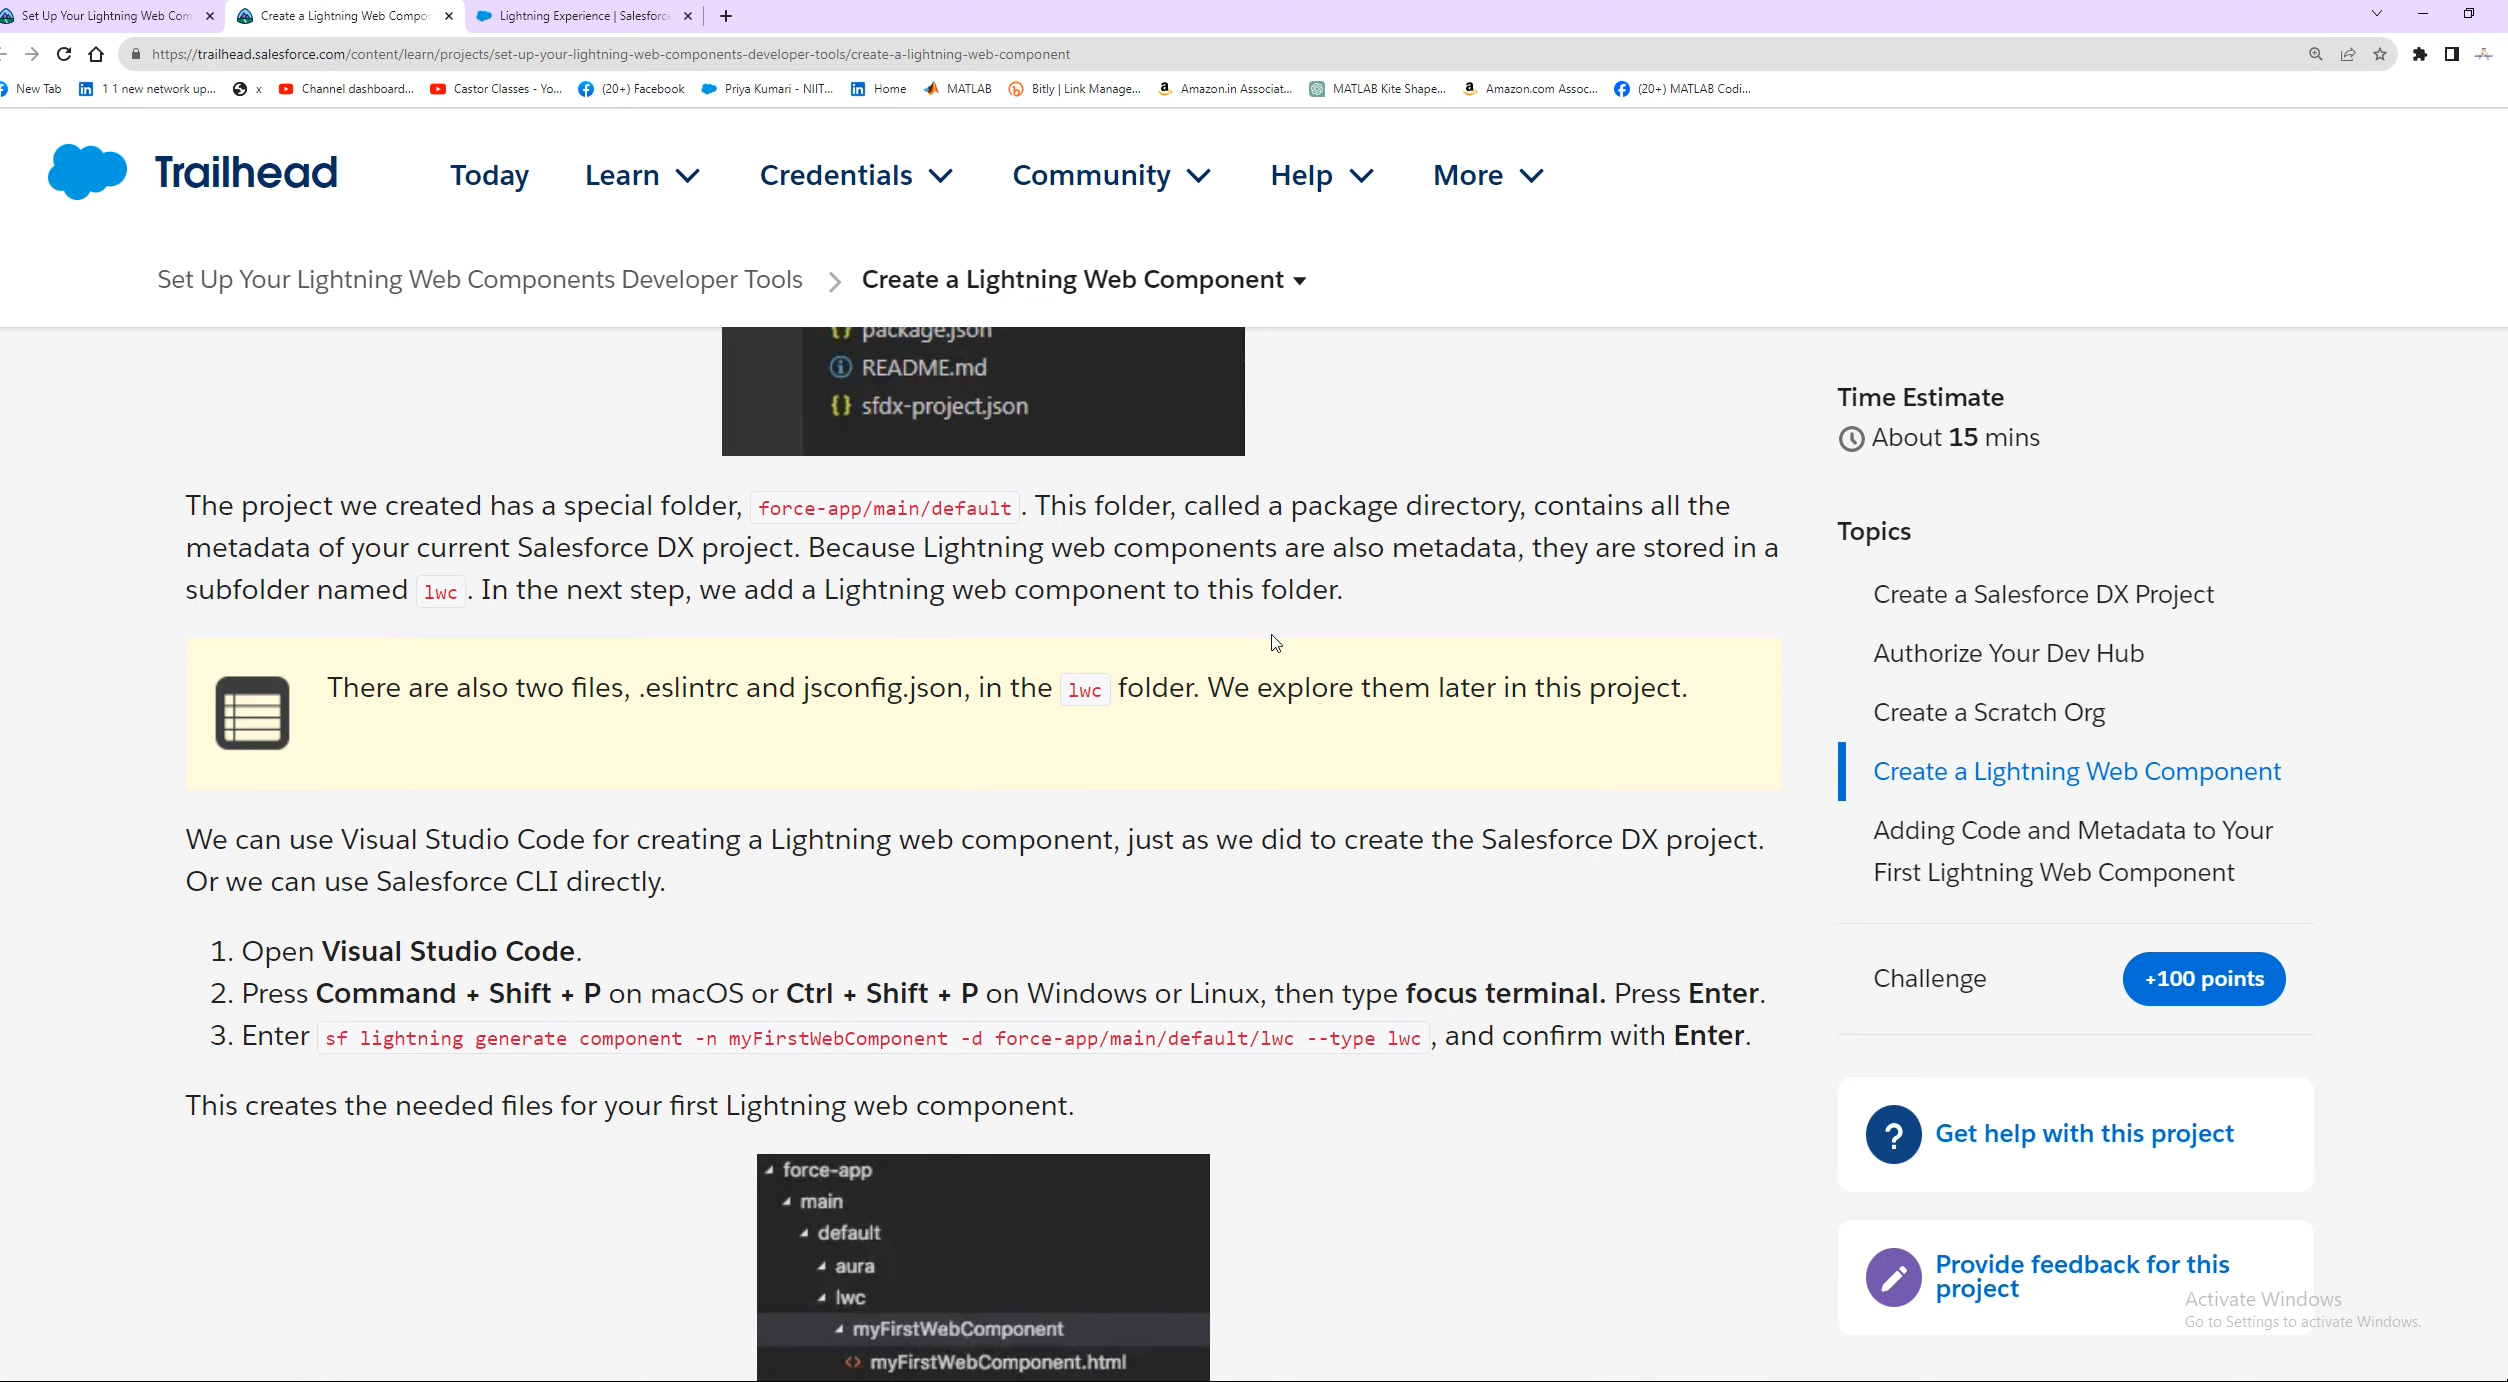 Set Up Your Lightning Web Com
Create a Lightning Web Compo
Lightning Experience | Salesforce
https://trailhead.salesforce.com/content/learn/projects/set-up-your-lightning-web-components-developer-tools/create-a-lightning-web-component
New Tab
1 1 new network up...
x
Channel dashboard...
Castor Classes - Yo...
(20+) Facebook
Priya Kumari - NIIT...
Home
MATLAB
Bitly | Link Manage...
Amazon.in Associat...
MATLAB Kite Shape...
Amazon.com Assoc...
(20+) MATLAB Codi...
Trailhead
Today
Learn
Credentials
Community
Help
More
Set Up Your Lightning Web Components Developer Tools > Create a Lightning Web Component
package.json
README.md
sfdx-project.json
The project we created has a special folder, force-app/main/default . This folder, called a package directory, contains all the
metadata of your current Salesforce DX project. Because Lightning web components are also metadata, they are stored in a
subfolder named lwc . In the next step, we add a Lightning web component to this folder.
There are also two files, .eslintrc and jsconfig.json, in the lwc folder. We explore them later in this project.
We can use Visual Studio Code for creating a Lightning web component, just as we did to create the Salesforce DX project.
Or we can use Salesforce CLI directly.
1. Open Visual Studio Code.
2. Press Command + Shift + P on macOS or Ctrl + Shift + P on Windows or Linux, then type focus terminal. Press Enter.
3. Enter sf lightning generate component -n myFirstWebComponent -d force-app/main/default/lwc --type lwc , and confirm with Enter.
This creates the needed files for your first Lightning web component.
force-app
main
default
aura
lwc
myFirstWebComponent
myFirstWebComponent.html
Time Estimate
About 15 mins
Topics
Create a Salesforce DX Project
Authorize Your Dev Hub
Create a Scratch Org
Create a Lightning Web Component
Adding Code and Metadata to Your
First Lightning Web Component
Challenge
+100 points
Get help with this project
Provide feedback for this
project
Activate Windows
Go to Settings to activate Windows.